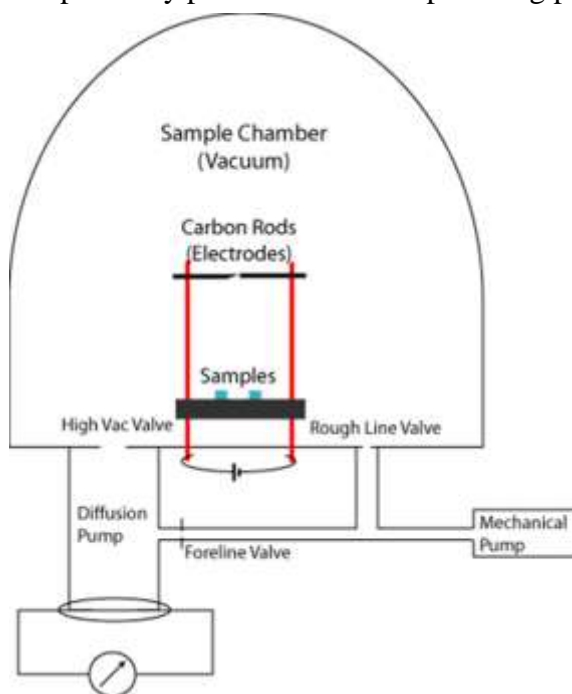 Sample Chamber
(Vacuum)
Carbon Rods
(Electrodes)
Samples
High Vac Valve
Rough Line Valve
Diffusion
Pump
Foreline Valve
Mechanical
Pump